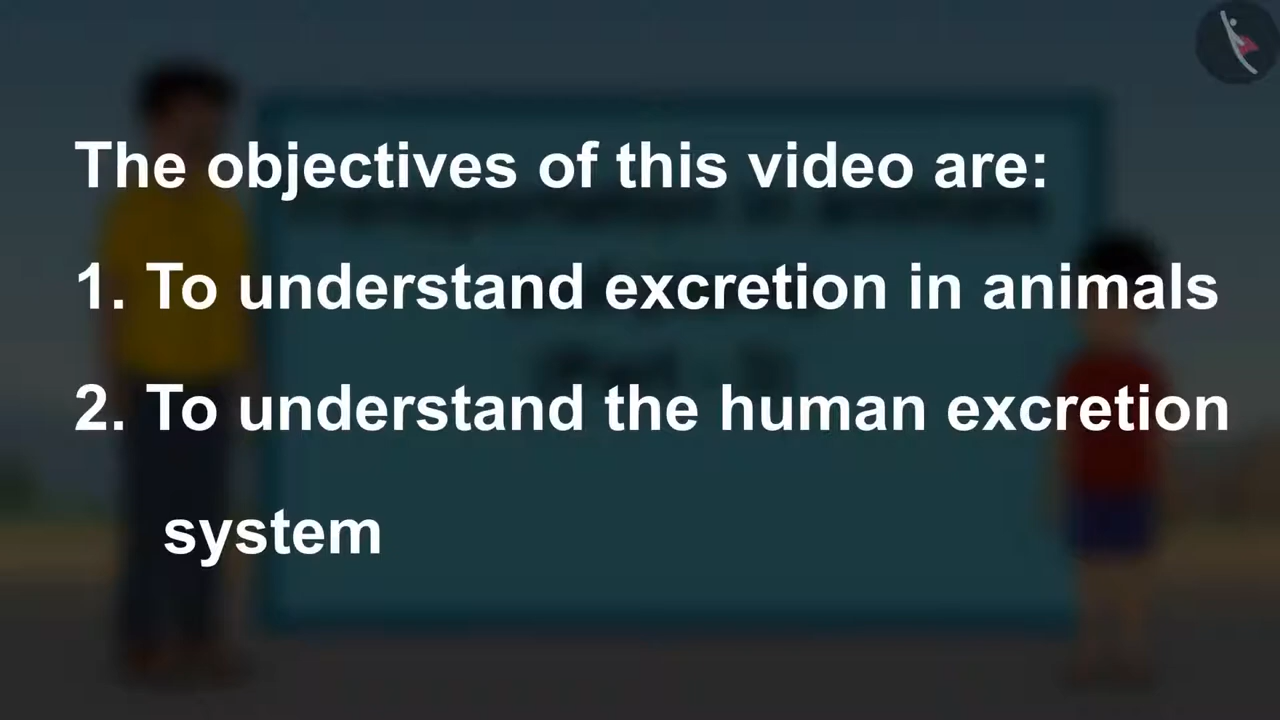 The objectives of this video are:
1. To understand excretion in animals
2. To understand the human excretion
system